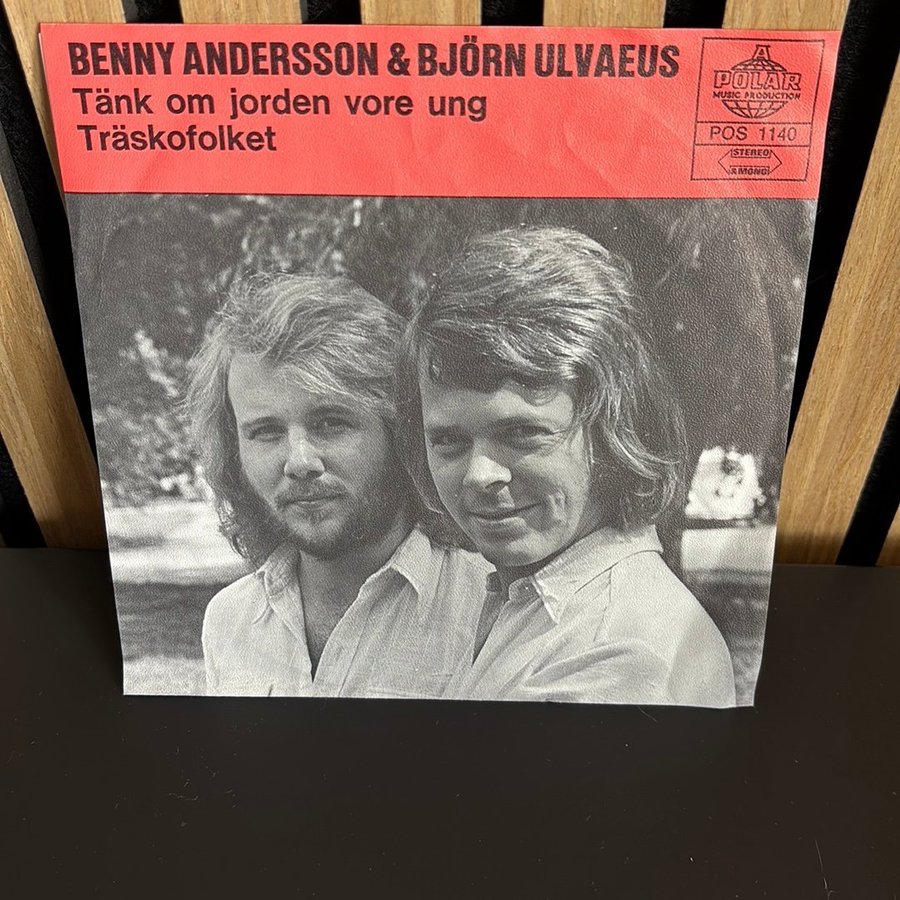 BENNY ANDERSSON & BJÖRN ULVAEUS
Tänk om jorden vore ung
Träskofolket
A
POLAR
MUSIC PRODUCTION
POS 1140
STEREO
& MONO